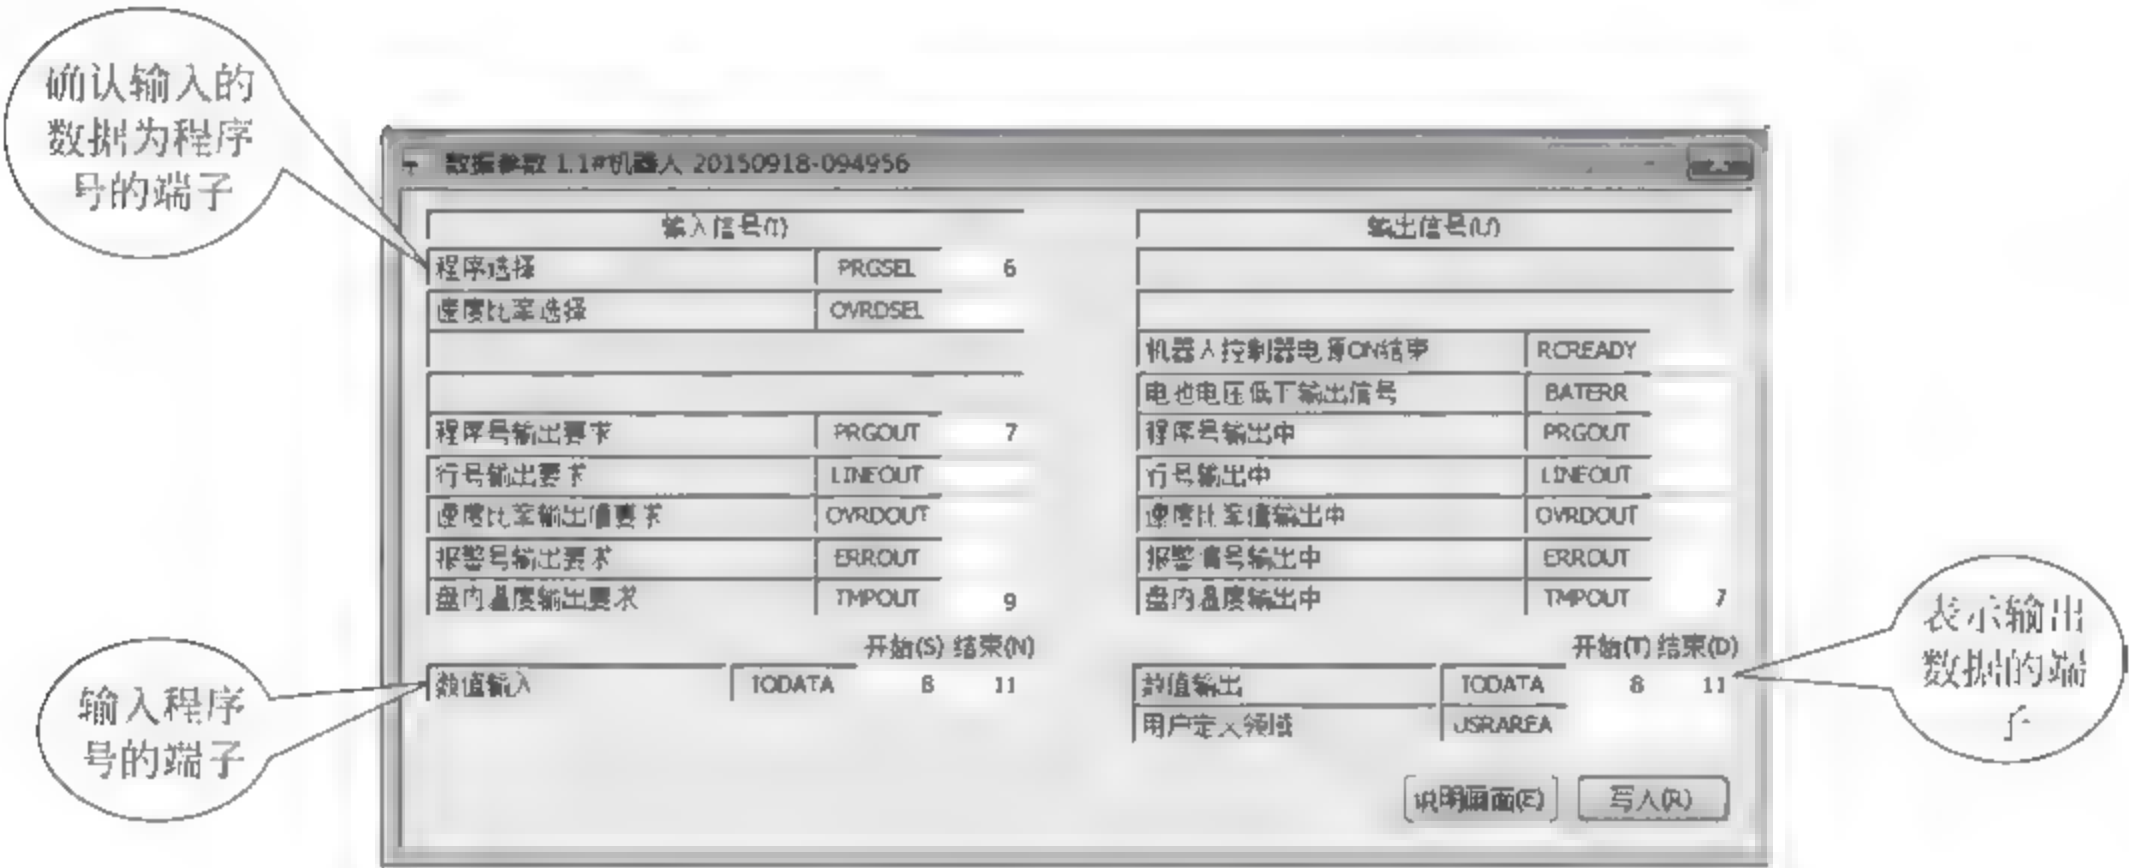 确认输入的
数据为程序
号的端子
数据参数 1.1#机器人 20150918-094956
输入信号(I)
程序选择 PRGSEL 6
速度比率选择 OVRDSEL
程序号输出要求 PRGOUT 7
行号输出要求 LINEOUT
速度比率输出值要求 OVRDOUT
报警号输出要求 ERROUT
盘内温度输出要求 TMPOUT 9
开始(S) 结束(N)
数值输入 IODATA 8 11
输出信号(U)
机器人控制器电源ON结束 RCREADY
电池电压低下输出信号 BATERR
程序号输出中 PRGOUT
行号输出中 LINEOUT
速度比率值输出中 OVRDOUT
报警信号输出中 ERROUT
盘内温度输出中 TMPOUT 7
开始(T) 结束(D)
数值输出 IODATA 8 11
用户定义领域 USRAREA
说明画面(E) 写入(R)
输入程序
号的端子
表示输出
数据的端
子